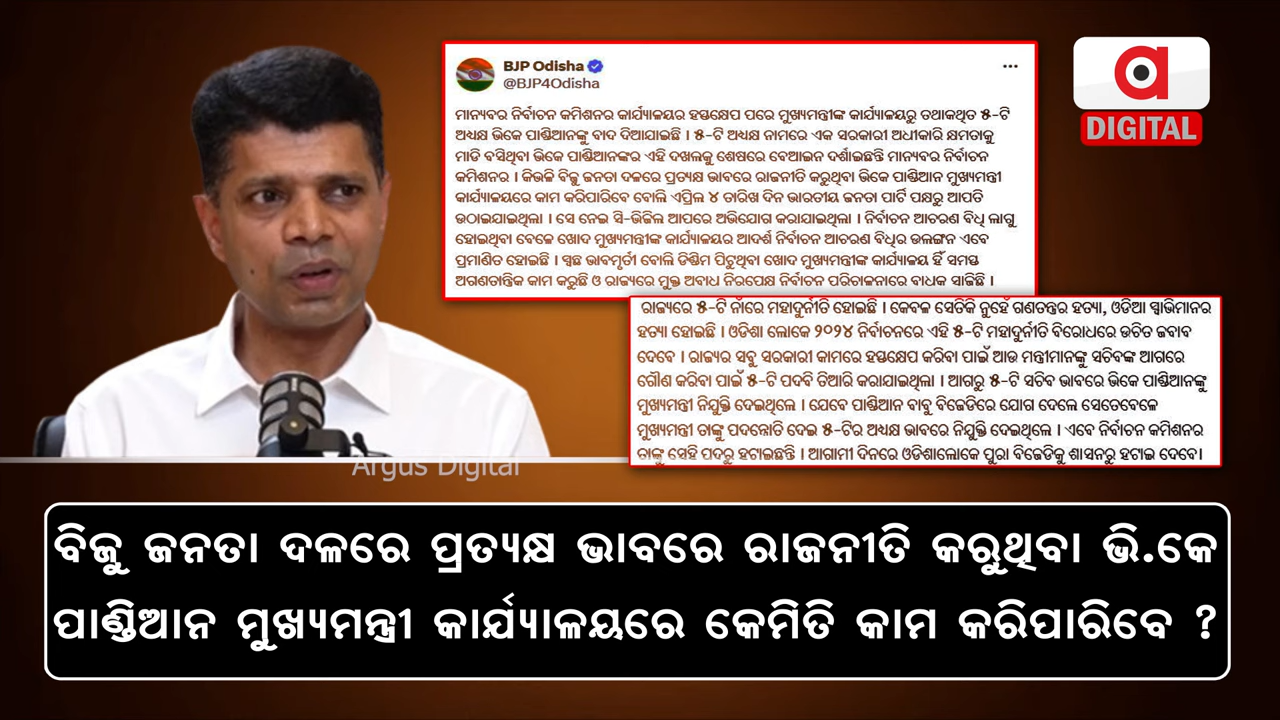 BJP Odisha
@BJP4Odisha
ମାନ୍ୟବର ନିର୍ବାଚନ କମିଶନର କାର୍ଯ୍ୟାଳୟର ହସ୍ତକ୍ଷେପ ପରେ ମୁଖ୍ୟମନ୍ତ୍ରୀଙ୍କ କାର୍ଯ୍ୟାଳୟରୁ ତଥାକଥିତ ୫-ଟି
ଅଧ୍ୟକ୍ଷ ଭିକେ ପାଣ୍ଡିଆନଙ୍କୁ ବାଦ ଦିଆଯାଇଛି । ୫-ଟି ଅଧ୍ୟକ୍ଷ ନାମରେ ଏକ ସରକାରୀ ଅଧୀକାରି କ୍ଷମତାକୁ
ମାଡି ବସିଥିବା ଭିକେ ପାଣ୍ଡିଆନଙ୍କର ଏହି ଦଖଲକୁ ଶେଷରେ ବେଆଇନ ଦର୍ଶାଇଛନ୍ତି ମାନ୍ୟବର ନିର୍ବାଚନ
କମିଶନର । କିଭଳି ବିଜୁ ଜନତା ଦଳରେ ପ୍ରତ୍ୟକ୍ଷ ଭାବରେ ରାଜନୀତି କରୁଥିବା ଭିକେ ପାଣ୍ଡିଆନ ମୁଖ୍ୟମନ୍ତ୍ରୀ
କାର୍ଯ୍ୟାଳୟରେ କାମ କରିପାରିବେ ବୋଲି ଏପ୍ରିଲ ୪ ତାରିଖ ଦିନ ଭାରତୀୟ ଜନତା ପାର୍ଟି ପକ୍ଷରୁ ଆପତି
ଉଠାଇଯାଇଥିଲା । ସେ ନେଇ ସି-ଭିଜିଲ ଆପରେ ଅଭିଯୋଗ କରାଯାଇଥିଲା । ନିର୍ବାଚନ ଆଚରଣ ବିଧି ଲାଗୁ
ହୋଇଥିବା ବେଳେ ଖୋଦ ମୁଖ୍ୟମନ୍ତ୍ରୀଙ୍କ କାର୍ଯ୍ୟାଳୟର ଆଦର୍ଶ ନିର୍ବାଚନ ଆଚରଣ ବିଧିର ଉଲଙ୍ଘନ ଏବେ
ପ୍ରମାଣିତ ହୋଇଛି । ସ୍ବଛ ଭାବମୂର୍ତୀ ବୋଲି ଡିଣ୍ଡିମ ପିଟୁଥିବା ଖୋଦ ମୁଖ୍ୟମନ୍ତ୍ରୀଙ୍କ କାର୍ଯ୍ୟାଳୟ ହିଁ ସମସ୍ତ
ଅଗଣତାନ୍ତ୍ରିକ କାମ କରୁଛି ଓ ରାଜ୍ୟରେ ମୁକ୍ତ ଅବାଧ ନିରପେକ୍ଷ ନିର୍ବାଚନ ପରିଚାଳନାରେ ବାଧକ ସାଜିଛି ।
ରାଜ୍ୟରେ ୫-ଟି ନାଁରେ ମହାଦୁର୍ନୀତି ହୋଇଛି । କେବଳ ସେତିକି ନୁହେଁ ଗଣତନ୍ତ୍ରର ହତ୍ୟା, ଓଡିଆ ସ୍ବାଭିମାନର
ହତ୍ୟା ହୋଇଛି । ଓଡିଶା ଲୋକେ ୨୦୨୪ ନିର୍ବାଚନରେ ଏହି ୫-ଟି ମହାଦୁର୍ନୀତି ବିରୋଧରେ ଉଚିତ ଜବାବ
ଦେବେ । ରାଜ୍ୟର ସବୁ ସରକାରୀ କାମରେ ହସ୍ତକ୍ଷେପ କରିବା ପାଇଁ ଆଉ ମନ୍ତ୍ରୀମାନଙ୍କୁ ସଚିବଙ୍କ ଆଗରେ
ଗୌଣ କରିବା ପାଇଁ ୫-ଟି ପଦବି ତିଆରି କରାଯାଇଥିଲା । ଆଗରୁ ୫-ଟି ସଚିବ ଭାବରେ ଭିକେ ପାଣ୍ଡିଆନଙ୍କୁ
ମୁଖ୍ୟମନ୍ତ୍ରୀ ନିଯୁକ୍ତି ଦେଇଥିଲେ । ଯେବେ ପାଣ୍ଡିଆନ ବାବୁ ବିଜେଡିରେ ଯୋଗ ଦେଲେ ସେତେବେଳେ
ମୁଖ୍ୟମନ୍ତ୍ରୀ ତାଙ୍କୁ ପଦନ୍ନୋତି ଦେଇ ୫-ଟିର ଅଧ୍ୟକ୍ଷ ଭାବରେ ନିଯୁକ୍ତି ଦେଇଥିଲେ । ଏବେ ନିର୍ବାଚନ କମିଶନର
ତାଙ୍କୁ ସେହି ପଦରୁ ହଟାଇଛନ୍ତି । ଆଗାମୀ ଦିନରେ ଓଡିଶାଲୋକେ ପୁରା ବିଜେଡିକୁ ଶାସନରୁ ହଟାଇ ଦେବେ।
a
DIGITAL
Argus Digital
ବିଜୁ ଜନତା ଦଳରେ ପ୍ରତ୍ୟକ୍ଷ ଭାବରେ ରାଜନୀତି କରୁଥିବା ଭି.କେ
ପାଣ୍ଡିଆନ ମୁଖ୍ୟମନ୍ତ୍ରୀ କାର୍ଯ୍ୟାଳୟରେ କେମିତି କାମ କରିପାରିବେ ?